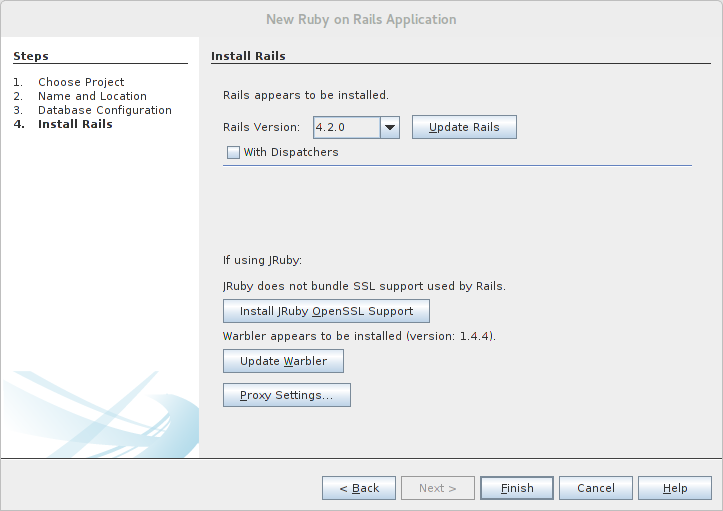 New Ruby on Rails Application
Steps
1. Choose Project
2. Name and Location
3. Database Configuration
4. Install Rails
Install Rails
Rails appears to be installed.
Rails Version: 4.2.0 Update Rails
With Dispatchers
If using JRuby:
JRuby does not bundle SSL support used by Rails.
Install JRuby OpenSSL Support
Warbler appears to be installed (version: 1.4.4).
Update Warbler
Proxy Settings...
< Back Next > Finish Cancel Help